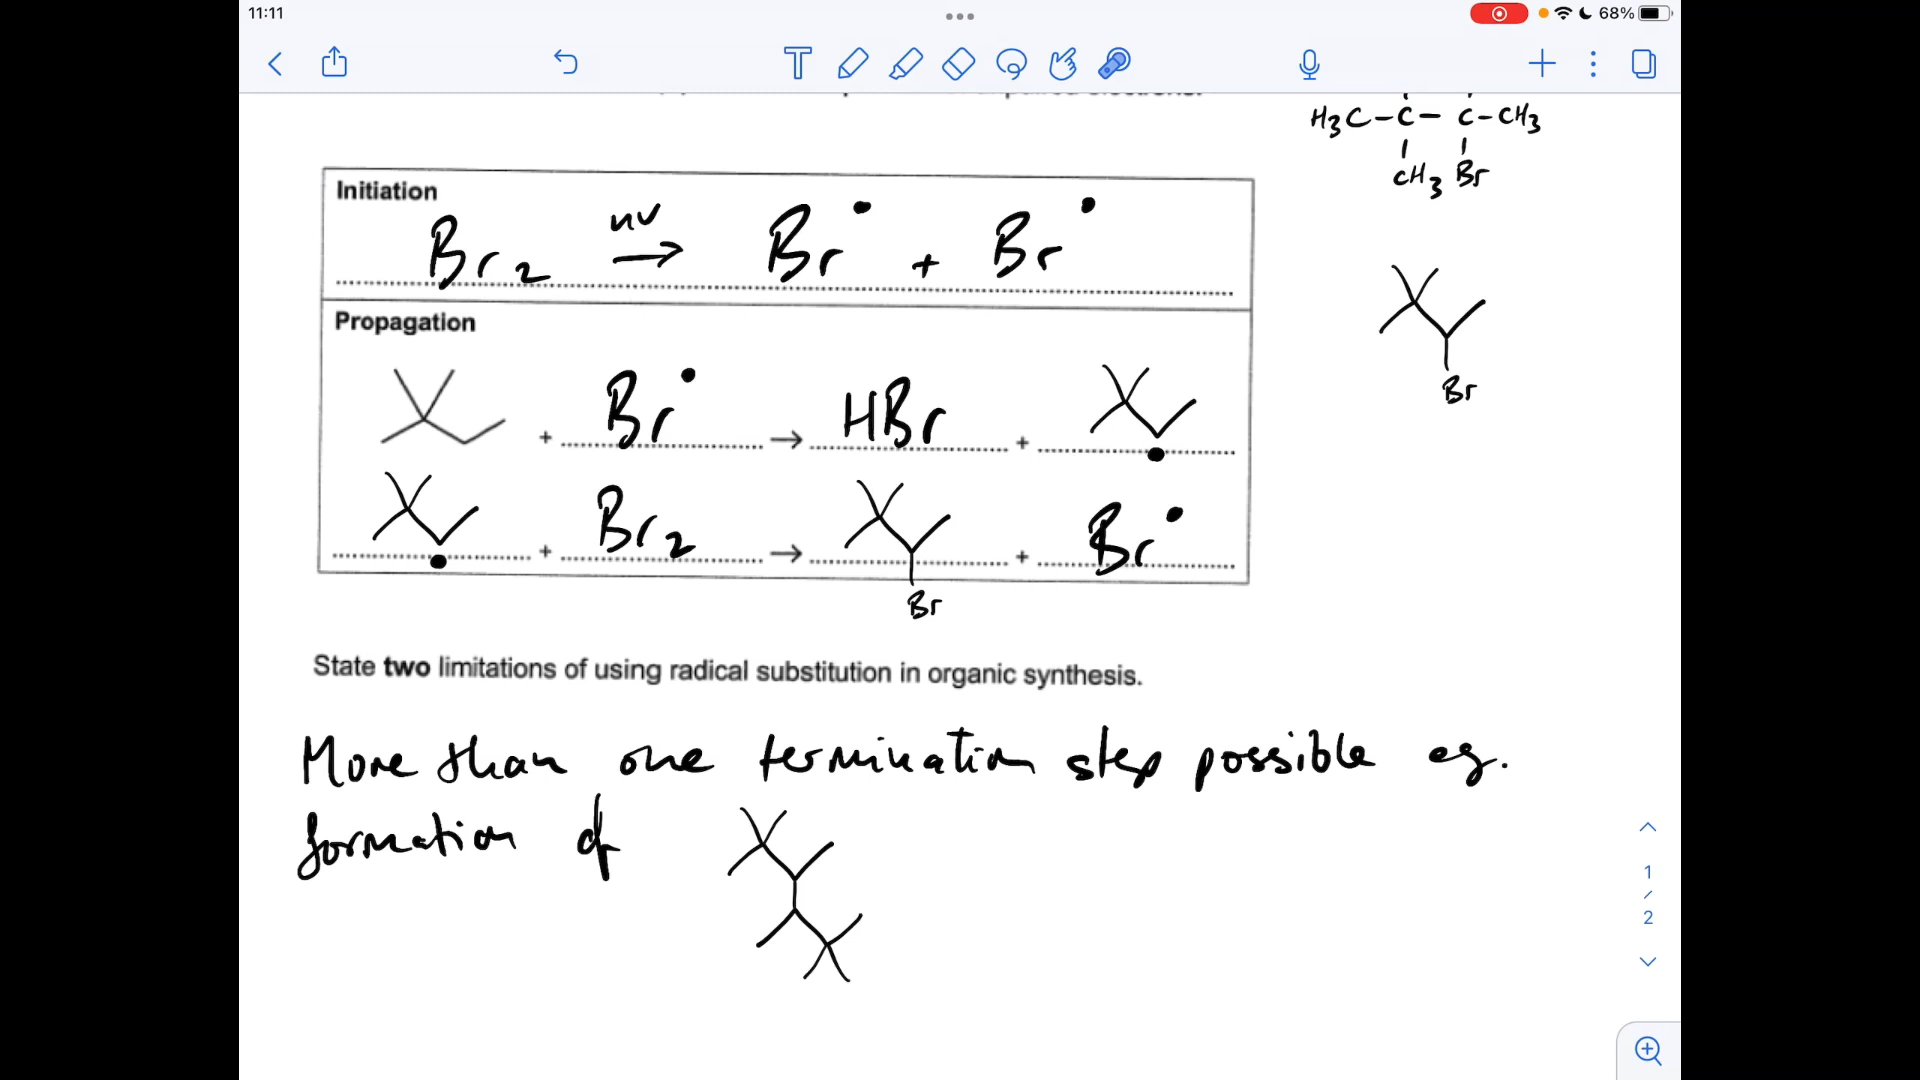 11:11
68%
H3C-C-C-CH3
CH3 Br
Initiation
Br2 uv → Br• + Br•
Br
Propagation
+ Br• → HBr +
•
+ Br2 → + Br•
•
Br
State two limitations of using radical substitution in organic synthesis.
More than one termination step possible eg.
formation of
1
/
2